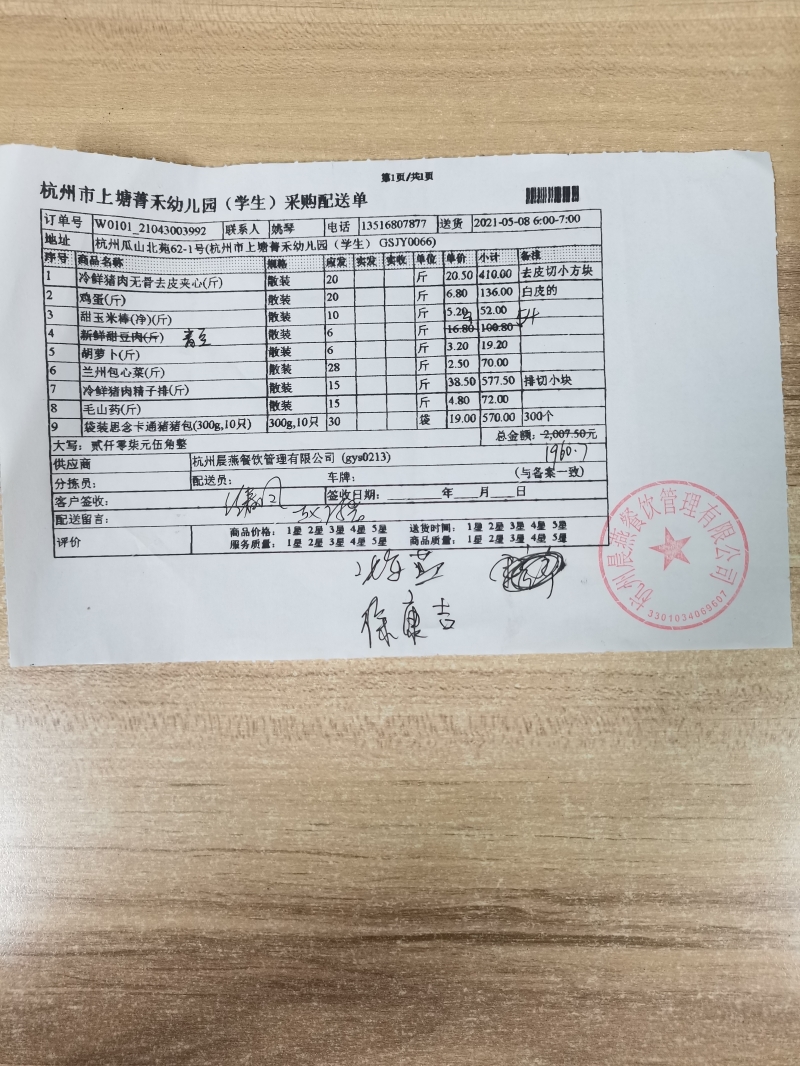 第1页/共1页
杭州市上塘菁禾幼儿园（学生）采购配送单
订单号 W0101_21043003992 联系人 姚琴 电话 13516807877 送货 2021-05-08 6:00-7:00
地址 杭州瓜山北苑62-1号(杭州市上塘菁禾幼儿园（学生） GSJY0066)
序号 商品名称 规格 应发 实发 实收 单位 单价 小计 备注
1 冷鲜猪肉无骨去皮夹心(斤) 散装 20 斤 20.50 410.00 去皮切小方块
2 鸡蛋(斤) 散装 20 斤 6.80 136.00 白皮的
3 甜玉米棒(净)(斤) 散装 10 斤 5.20 52.00
4 新鲜甜豆肉(斤) 青豆 散装 6 斤 16.80 100.80 9 54
5 胡萝卜(斤) 散装 6 斤 3.20 19.20
6 兰州包心菜(斤) 散装 28 斤 2.50 70.00
7 冷鲜猪肉精子排(斤) 散装 15 斤 38.50 577.50 排切小块
8 毛山药(斤) 散装 15 斤 4.80 72.00
9 袋装思念卡通猪猪包(300g,10只) 300g,10只 30 袋 19.00 570.00 300个
大写: 贰仟零柒元伍角整 总金额: 2,007.50元
1960.7
供应商 杭州晨燕餐饮管理有限公司 (gys0213)
分拣员: 配送员: 车牌: (与备案一致)
客户签收: 签收日期: 年 月 日
配送留言:
评价 商品价格: 1星 2星 3星 4星 5星 送货时间: 1星 2星 3星 4星 5星
服务质量: 1星 2星 3星 4星 5星 商品质量: 1星 2星 3星 4星 5星
徐康吉
杭州晨燕餐饮管理有限公司
3301034069607